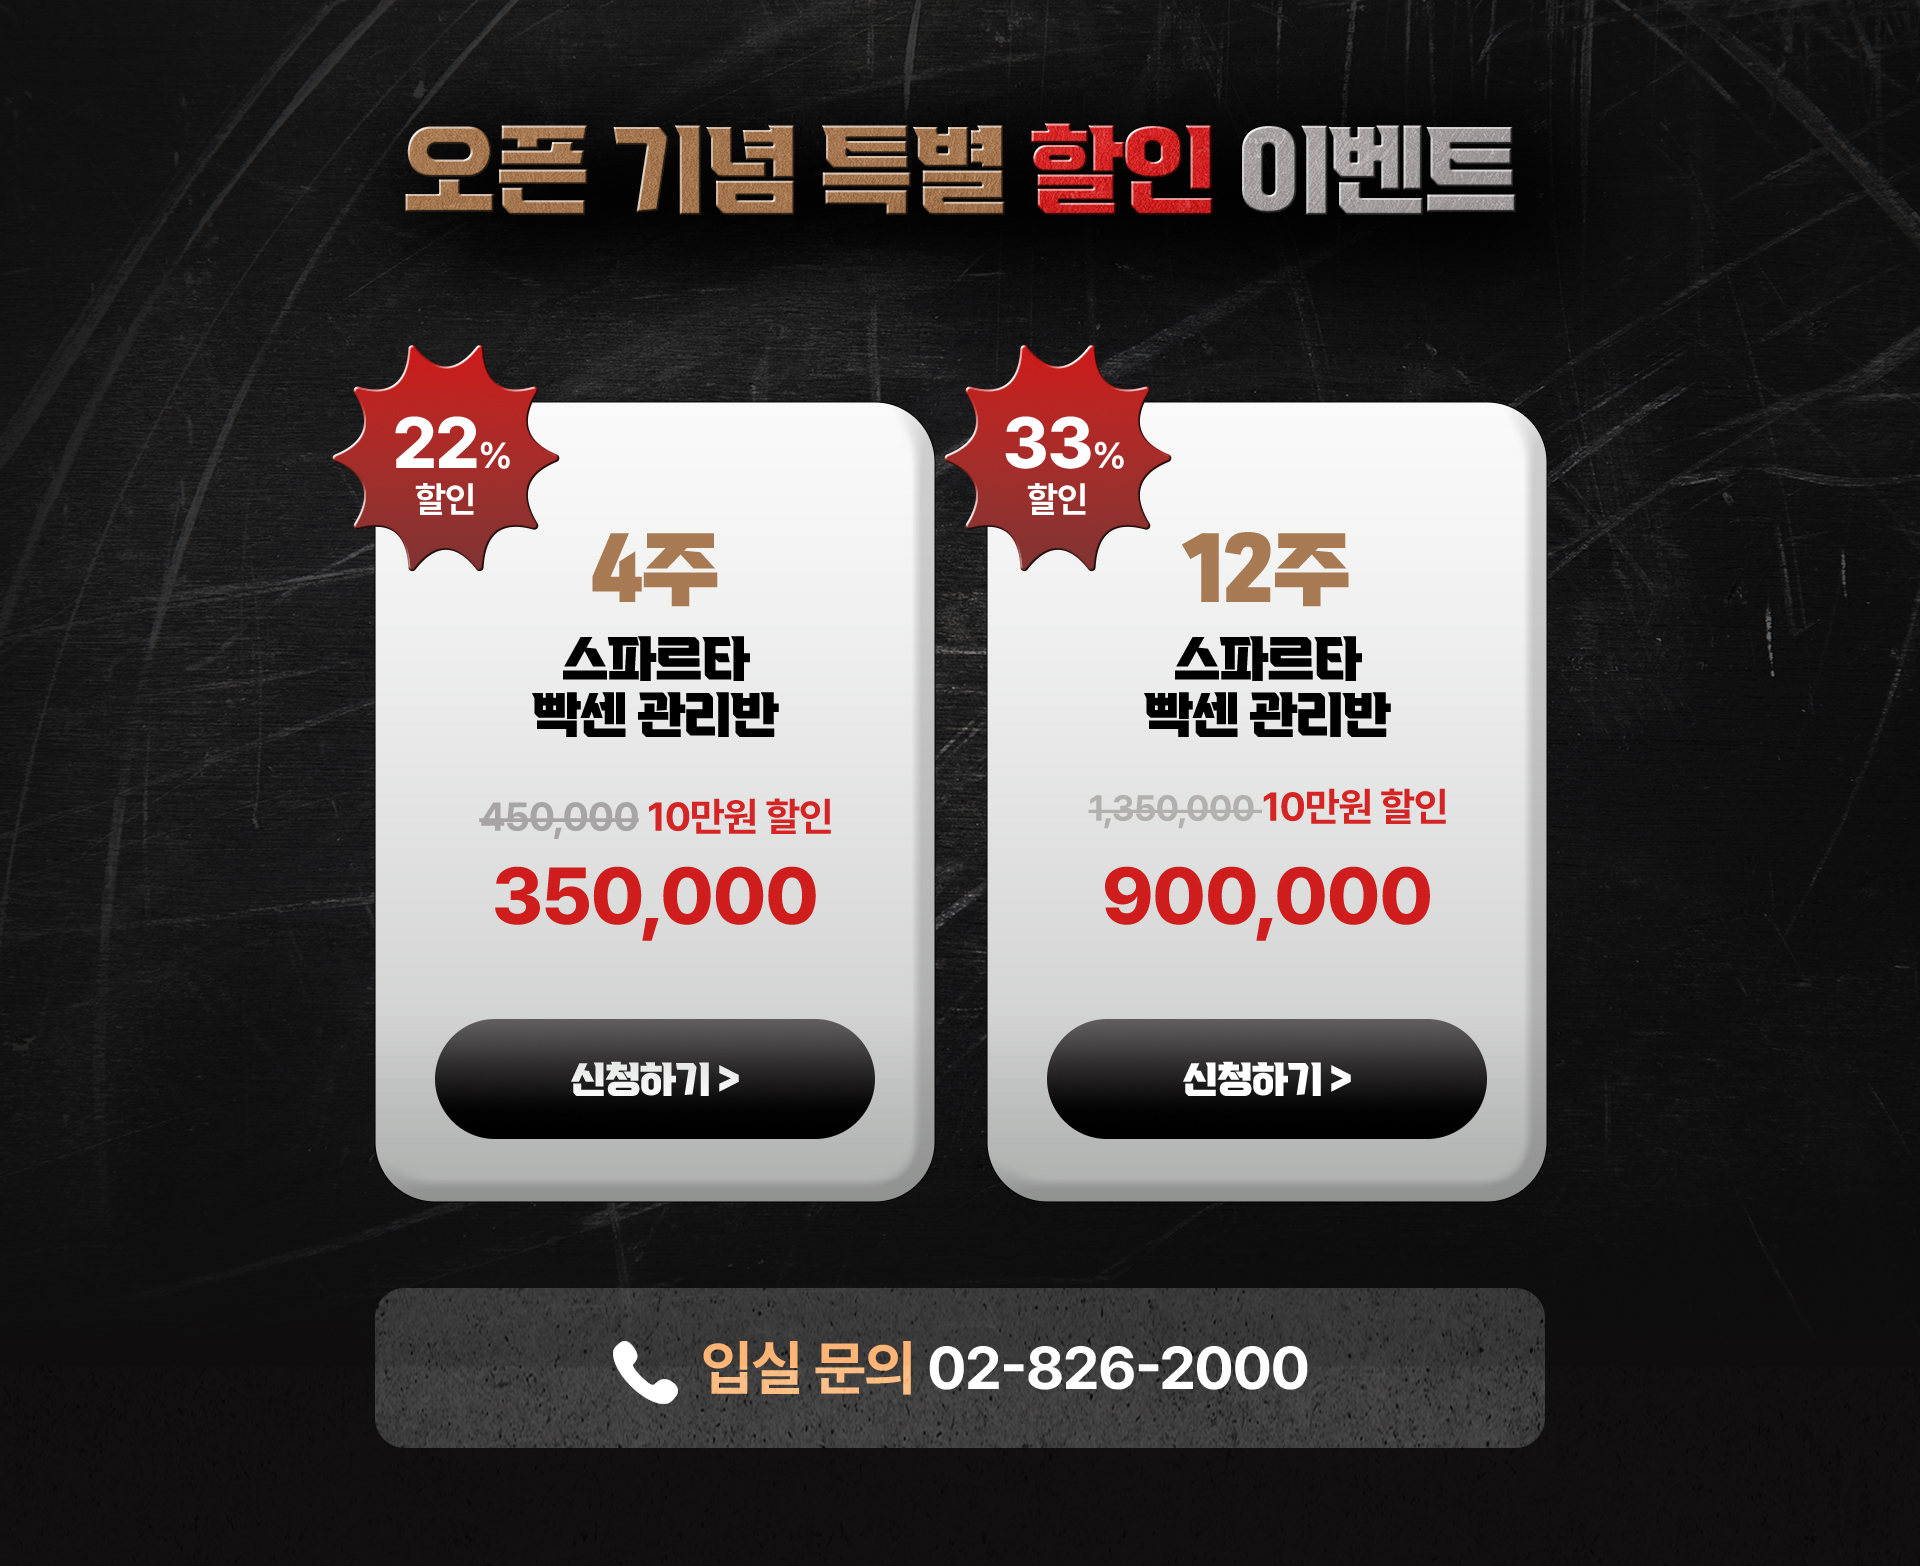 오픈 기념 특별 할인 이벤트
22%
할인
4주
스파르타
빡센 관리반
450,000 10만원 할인
350,000
신청하기 >
33%
할인
12주
스파르타
빡센 관리반
1,350,000 10만원 할인
900,000
신청하기 >
입실 문의 02-826-2000